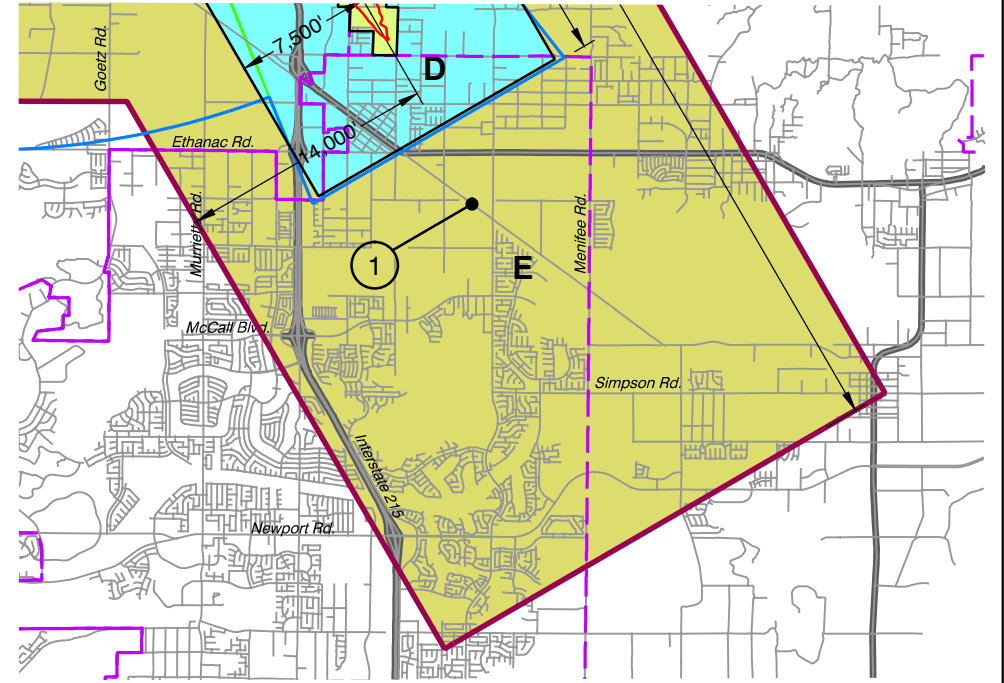 Goetz Rd.
7,500'
D
Ethanac Rd.
14,000'
Murrieta Rd.
Menifee Rd.
1
E
McCall Blvd.
Simpson Rd.
Interstate 215
Newport Rd.